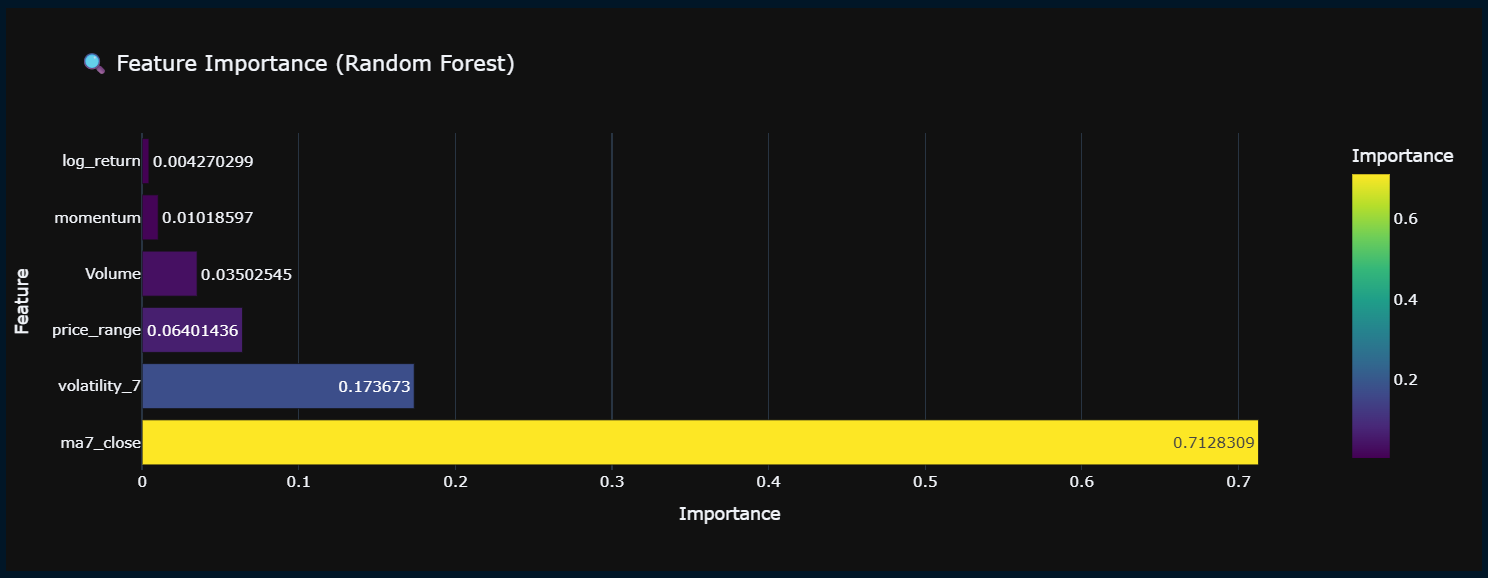 🔍 Feature Importance (Random Forest)
Feature
log_return 0.004270299
momentum 0.01018597
Volume 0.03502545
price_range 0.06401436
volatility_7 0.173673
ma7_close 0.7128309
0 0.1 0.2 0.3 0.4 0.5 0.6 0.7
Importance
Importance
0.6
0.4
0.2